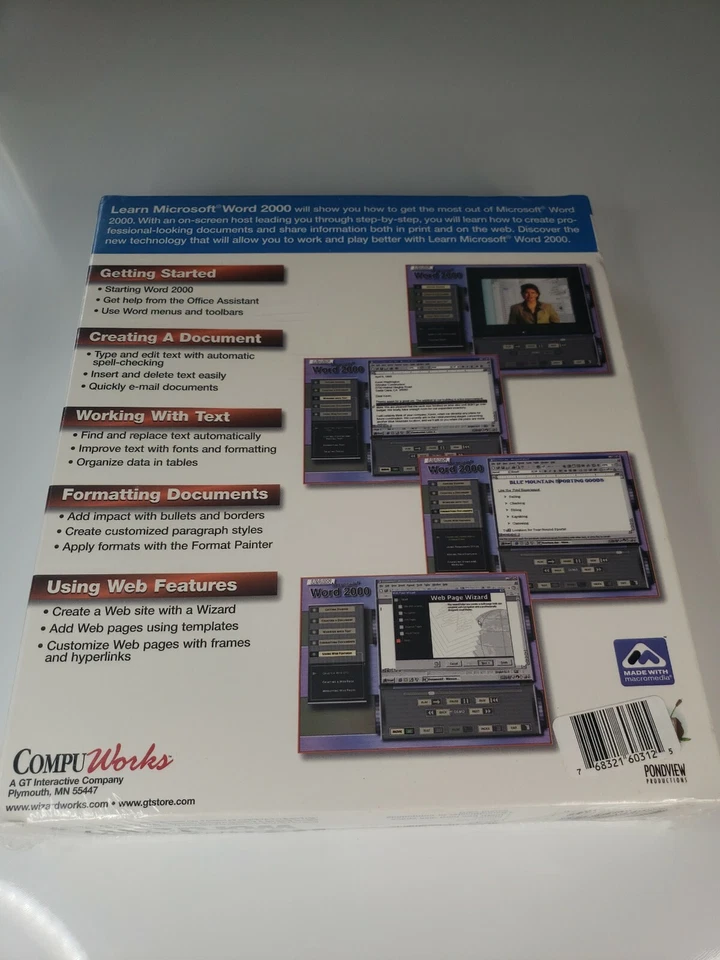 Learn Microsoft® Word 2000 will show you how to get the most out of Microsoft® Word
2000. With an on-screen host leading you through step-by-step, you will learn how to create pro-
fessional-looking documents and share information both in print and on the web. Discover the
new technology that will allow you to work and play better with Learn Microsoft® Word 2000.
Getting Started
• Starting Word 2000
• Get help from the Office Assistant
• Use Word menus and toolbars
Creating A Document
• Type and edit text with automatic
spell-checking
• Insert and delete text easily
• Quickly e-mail documents
Working With Text
• Find and replace text automatically
• Improve text with fonts and formatting
• Organize data in tables
Formatting Documents
• Add impact with bullets and borders
• Create customized paragraph styles
• Apply formats with the Format Painter
Using Web Features
• Create a Web site with a Wizard
• Add Web pages using templates
• Customize Web pages with frames
and hyperlinks
Word 2000
Word 2000
Word 2000
BLUE MOUNTAIN SPORTING GOODS
Word 2000
Web Page Wizard
MADE WITH
macromedia®
COMPUWorks™
A GT Interactive Company
Plymouth, MN 55447
www.wizardworks.com • www.gtstore.com
7 68321 60312 5
PONDVIEW
PRODUCTIONS